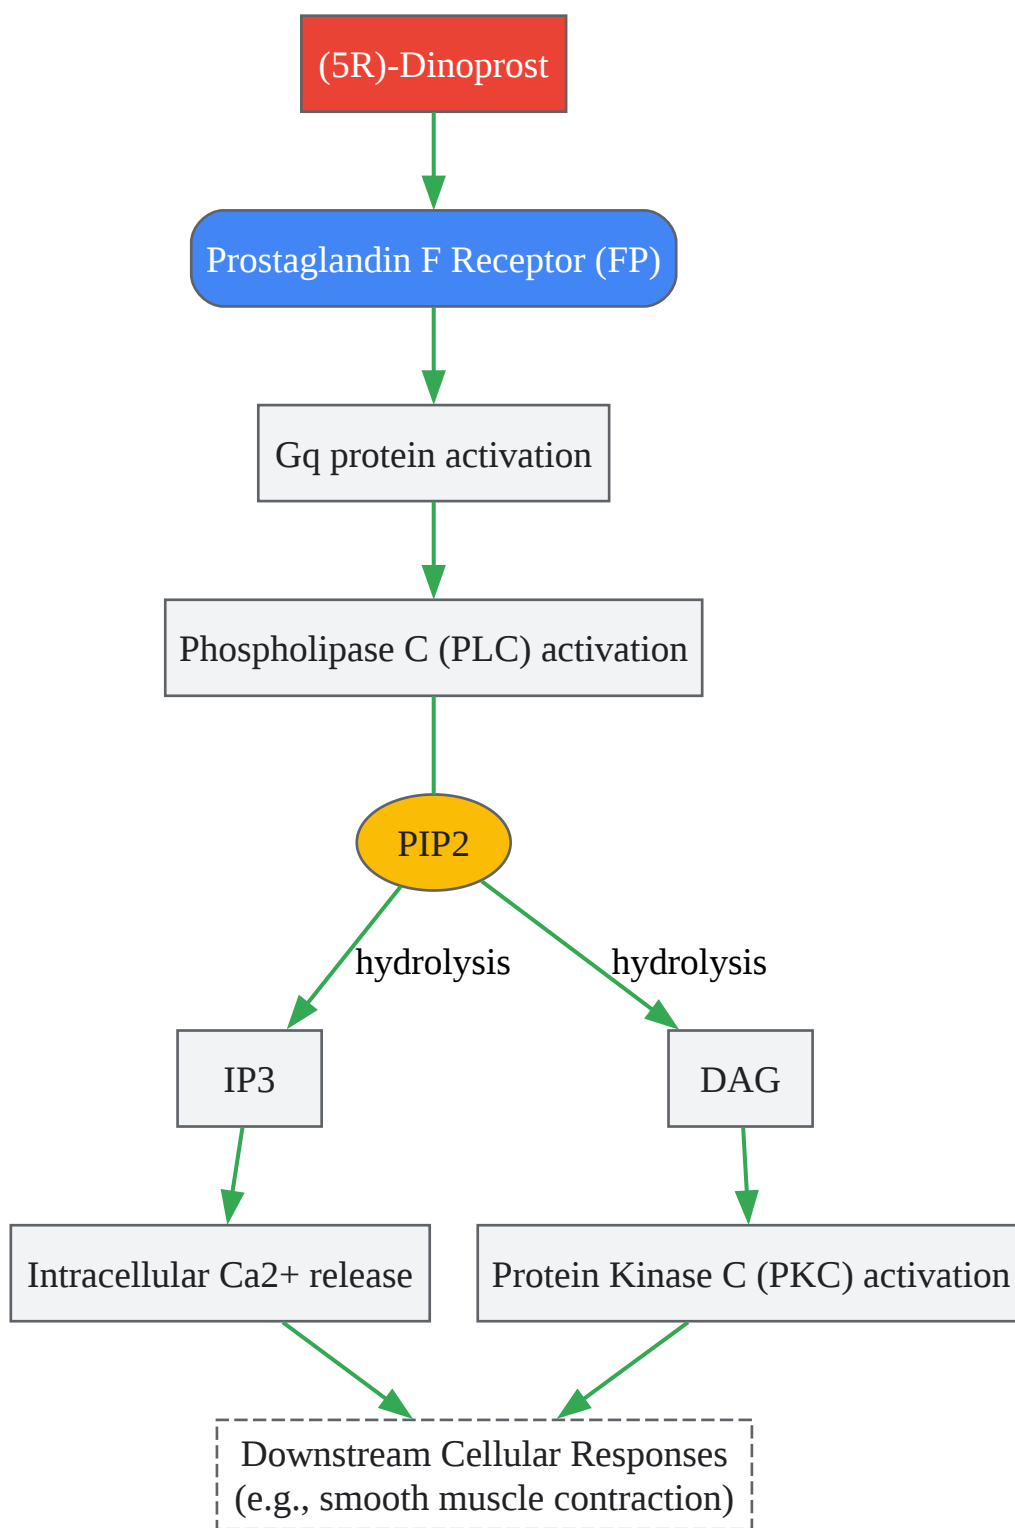 (5R)-Dinoprost
Prostaglandin F Receptor (FP)
Gq protein activation
Phospholipase C (PLC) activation
PIP2
hydrolysis
hydrolysis
IP3
DAG
Intracellular Ca2+ release
Protein Kinase C (PKC) activation
Downstream Cellular Responses
(e.g., smooth muscle contraction)